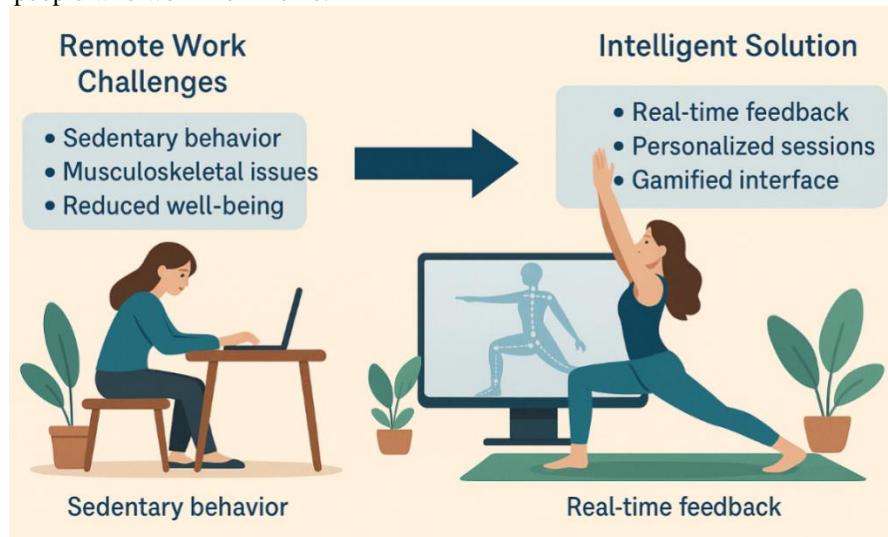 Remote Work
Challenges
• Sedentary behavior
• Musculoskeletal issues
• Reduced well-being
Intelligent Solution
• Real-time feedback
• Personalized sessions
• Gamified interface
Sedentary behavior
Real-time feedback